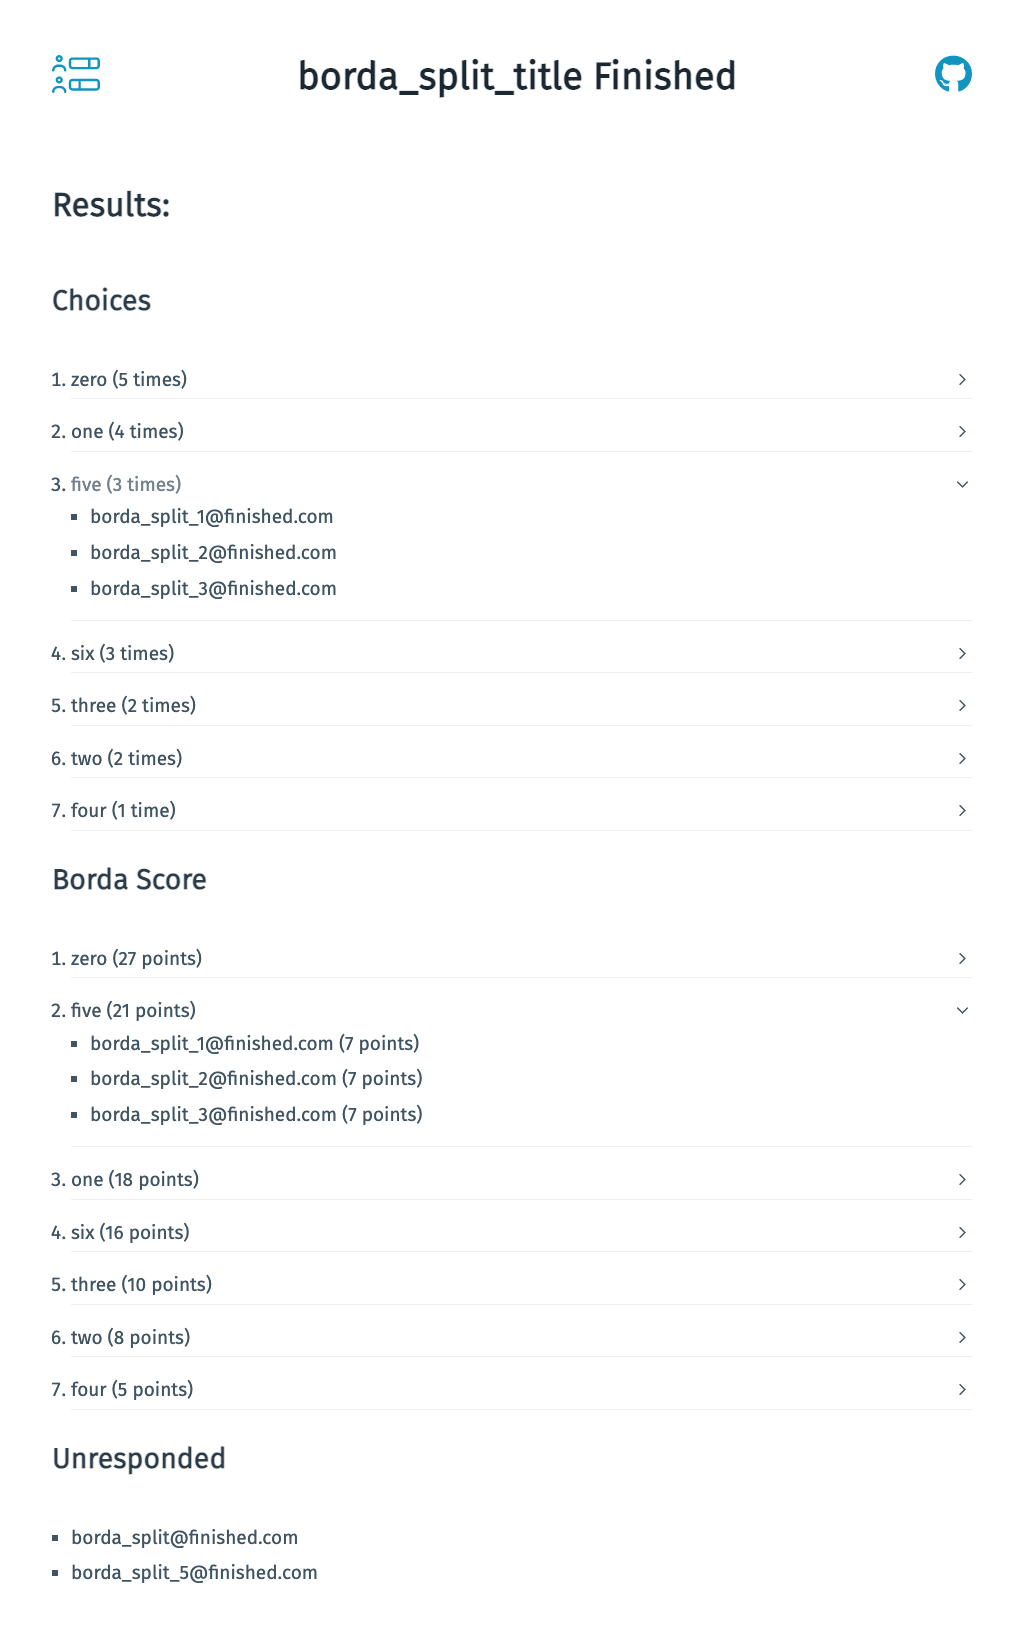 borda_split_title Finished
Results:
Choices
1. zero (5 times)
2. one (4 times)
3. five (3 times)
borda_split_1@finished.com
borda_split_2@finished.com
borda_split_3@finished.com
4. six (3 times)
5. three (2 times)
6. two (2 times)
7. four (1 time)
Borda Score
1. zero (27 points)
2. five (21 points)
borda_split_1@finished.com (7 points)
borda_split_2@finished.com (7 points)
borda_split_3@finished.com (7 points)
3. one (18 points)
4. six (16 points)
5. three (10 points)
6. two (8 points)
7. four (5 points)
Unresponded
borda_split@finished.com
borda_split_5@finished.com